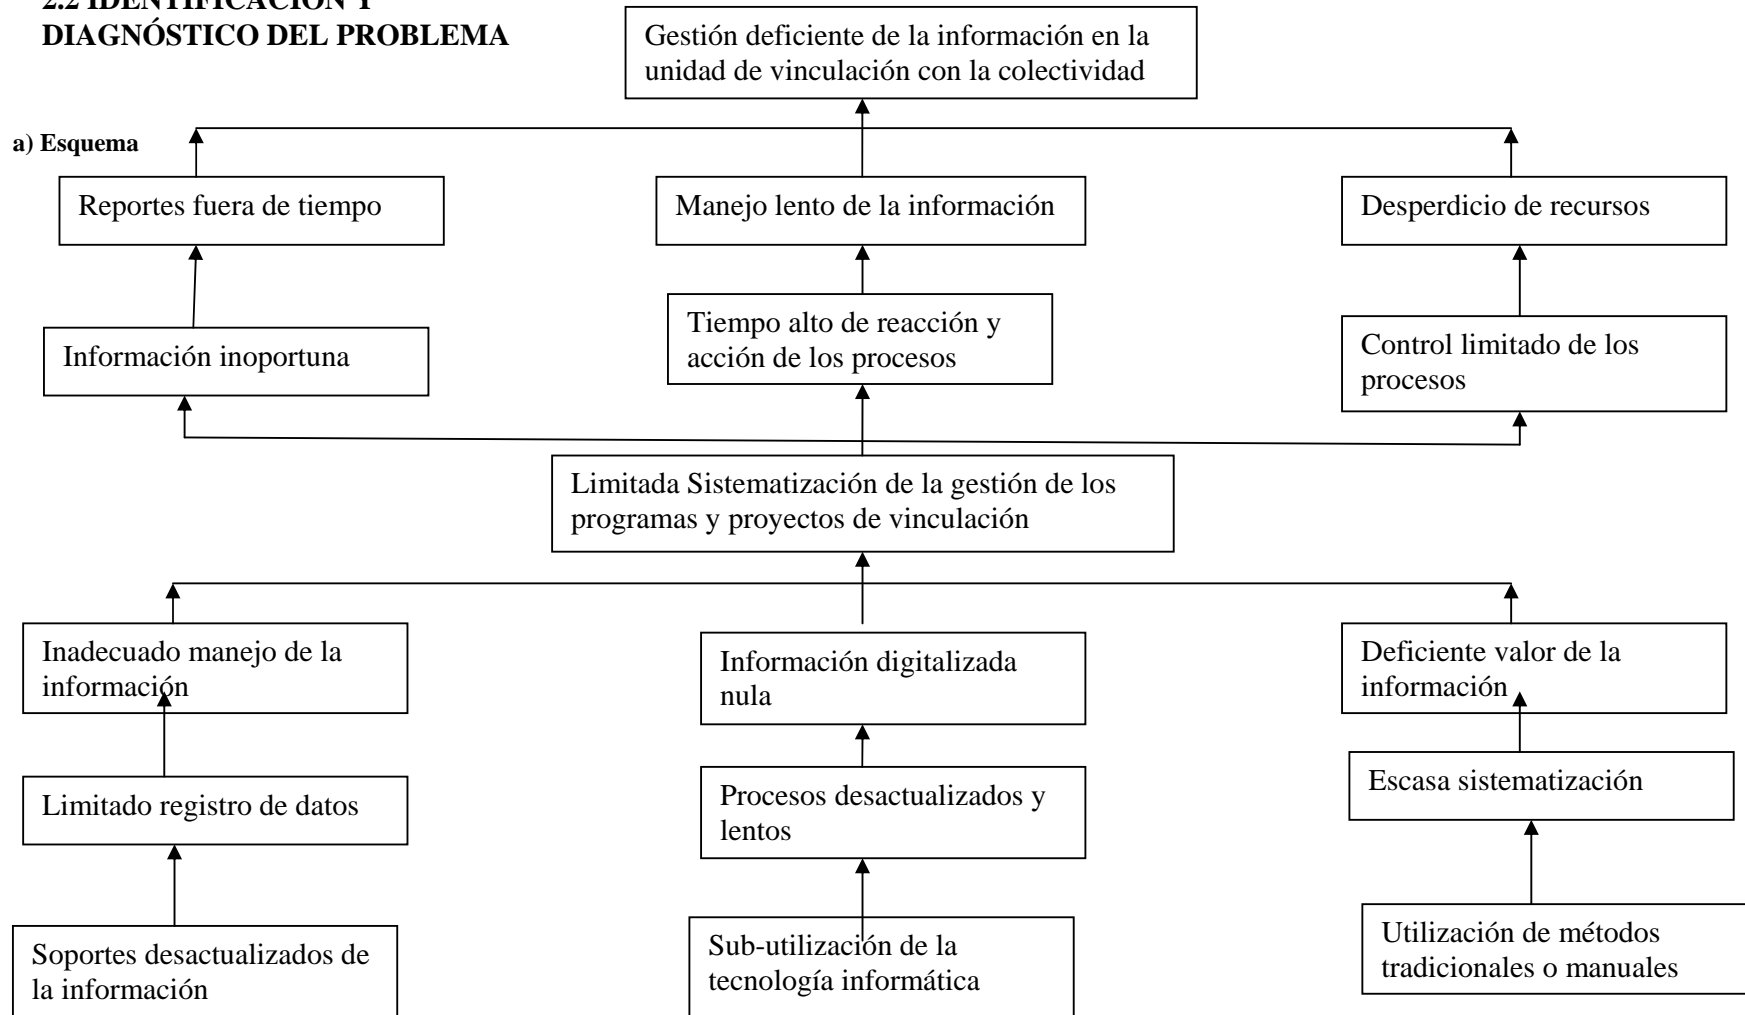 2.2 IDENTIFICACIÓN Y
DIAGNÓSTICO DEL PROBLEMA
Gestión deficiente de la información en la
unidad de vinculación con la colectividad
a) Esquema
Reportes fuera de tiempo
Manejo lento de la información
Desperdicio de recursos
Información inoportuna
Tiempo alto de reacción y
acción de los procesos
Control limitado de los
procesos
Limitada Sistematización de la gestión de los
programas y proyectos de vinculación
Inadecuado manejo de la
información
Información digitalizada
nula
Deficiente valor de la
información
Limitado registro de datos
Procesos desactualizados y
lentos
Escasa sistematización
Soportes desactualizados de
la información
Sub-utilización de la
tecnología informática
Utilización de métodos
tradicionales o manuales